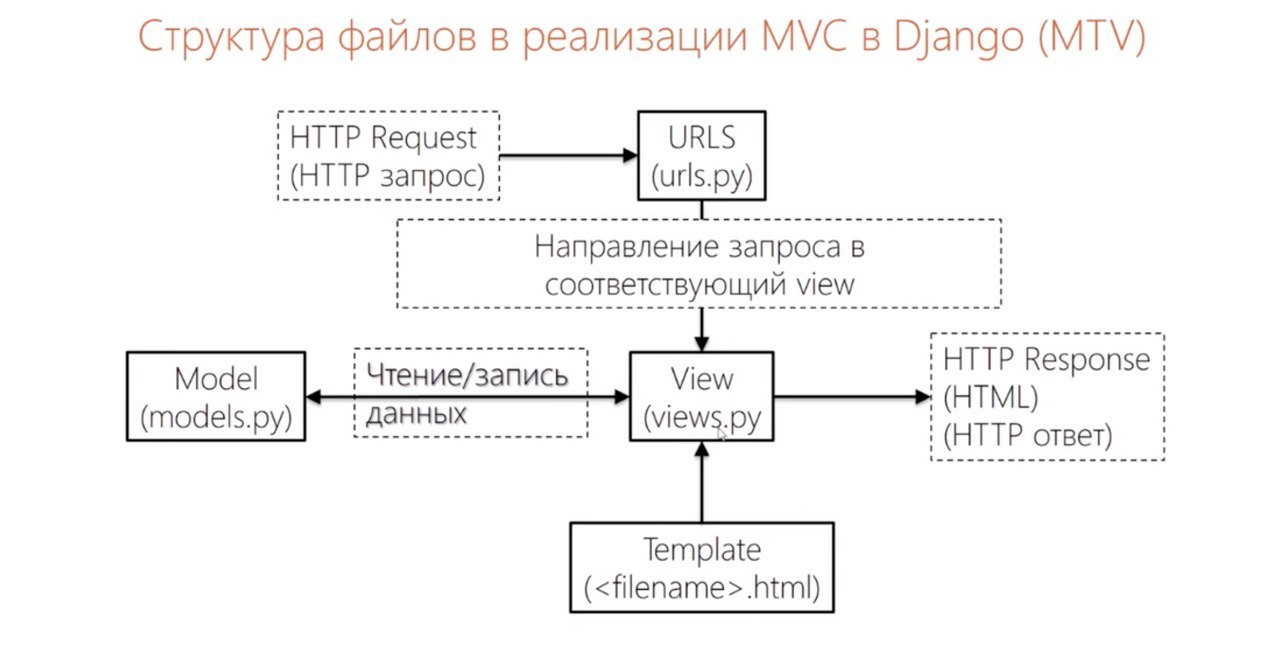 Структура файлов в реализации MVC в Django (MTV)
HTTP Request
(HTTP запрос)
URLS
(urls.py)
Направление запроса в
соответствующий view
Model
(models.py)
Чтение/запись
данных
View
(views.py
HTTP Response
(HTML)
(HTTP ответ)
Template
(<filename>.html)